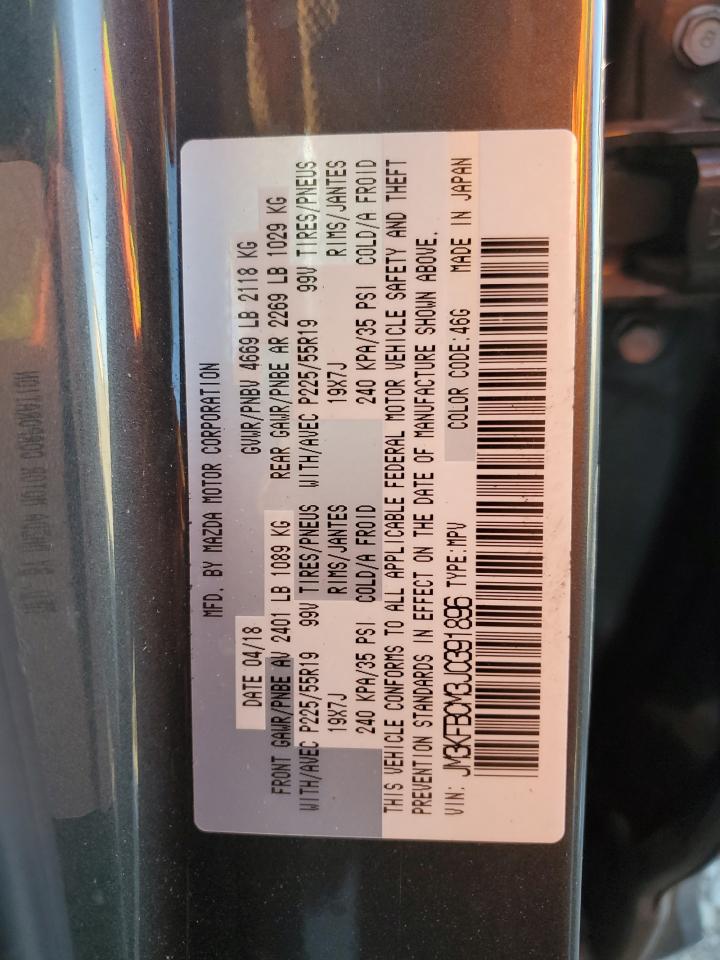 MFD. BY MAZDA MOTOR CORPORATION
DATE 04/18 GVWR/PNBV 4669 LB 2118 KG
FRONT GAWR/PNBE AV 2401 LB 1089 KG REAR GAWR/PNBE AR 2269 LB 1029 KG
WITH/AVEC P225/55R19 99V TIRES/PNEUS WITH/AVEC P225/55R19 99V TIRES/PNEUS
19X7J RIMS/JANTES 19X7J RIMS/JANTES
240 KPA/35 PSI COLD/A FROID 240 KPA/35 PSI COLD/A FROID
THIS VEHICLE CONFORMS TO ALL APPLICABLE FEDERAL MOTOR VEHICLE SAFETY AND THEFT
PREVENTION STANDARDS IN EFFECT ON THE DATE OF MANUFACTURE SHOWN ABOVE.
VIN: JM3KFBCM3J0391896 TYPE:MPV COLOR CODE:46G MADE IN JAPAN
8